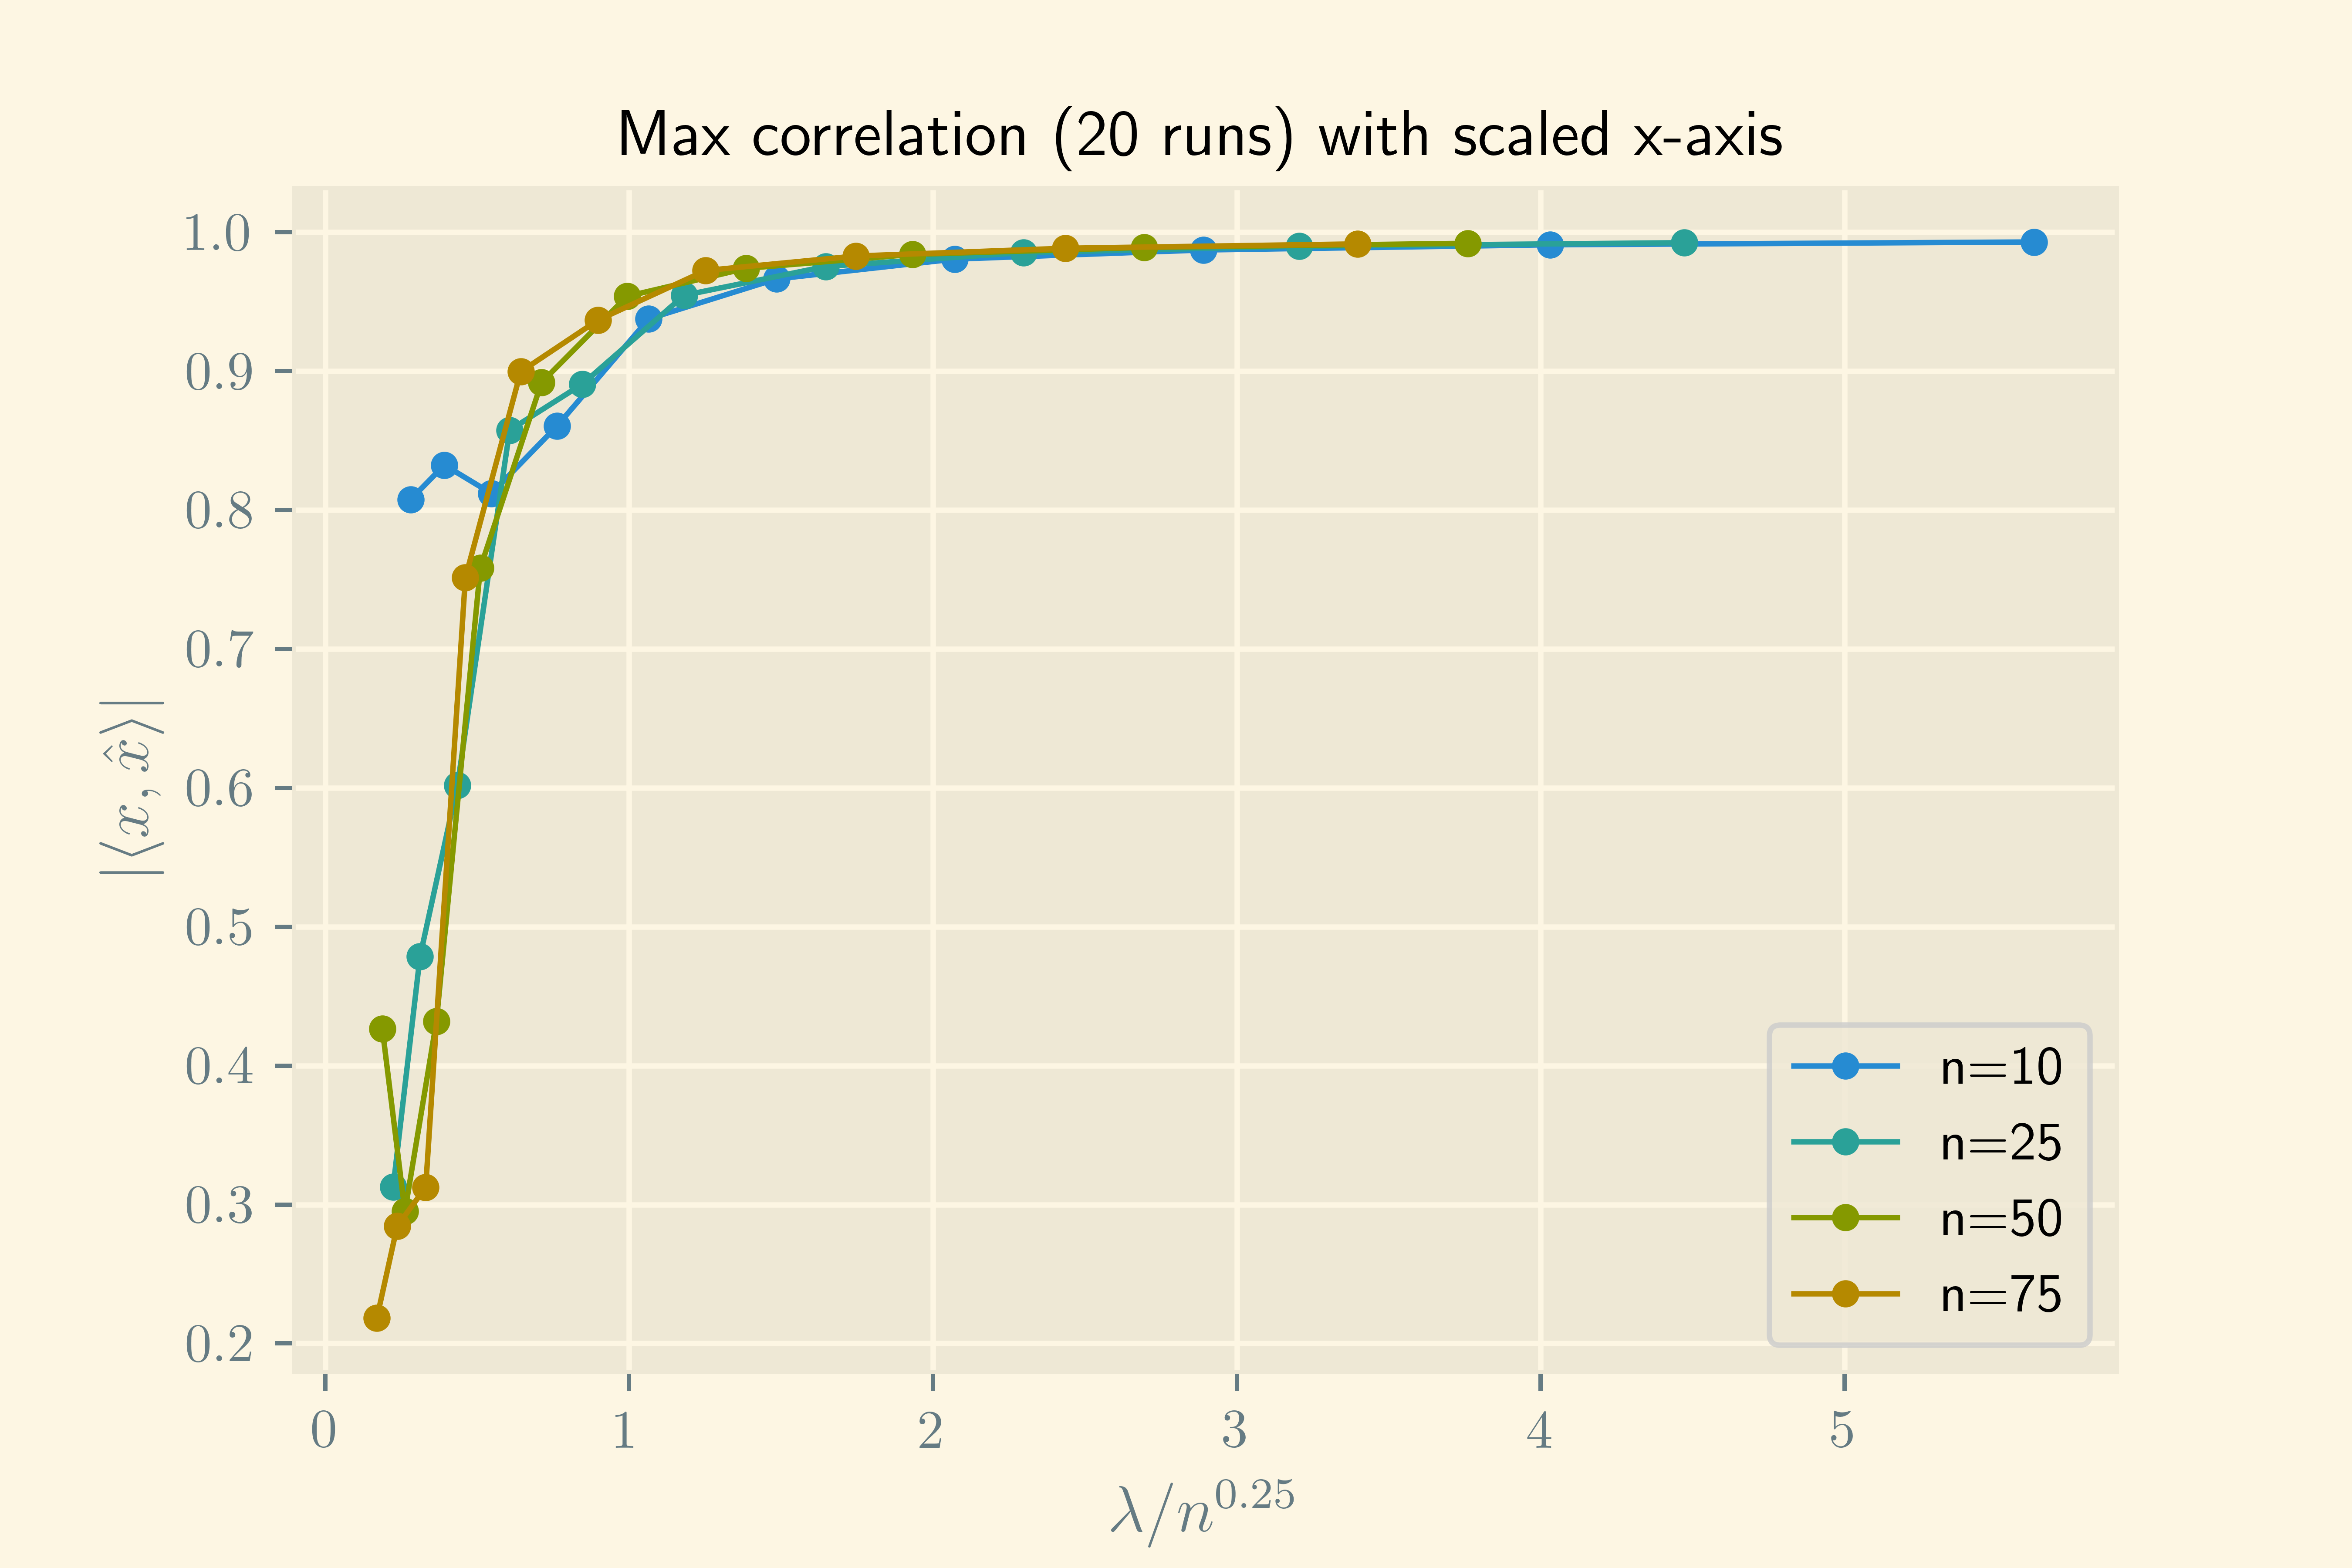 Max correlation (20 runs) with scaled x-axis
1.0
0.9
0.8
0.7
0.6
0.5
0.4
0.3
0.2
|⟨x, x̂⟩|
0 1 2 3 4 5
λ/n^0.25
n=10
n=25
n=50
n=75